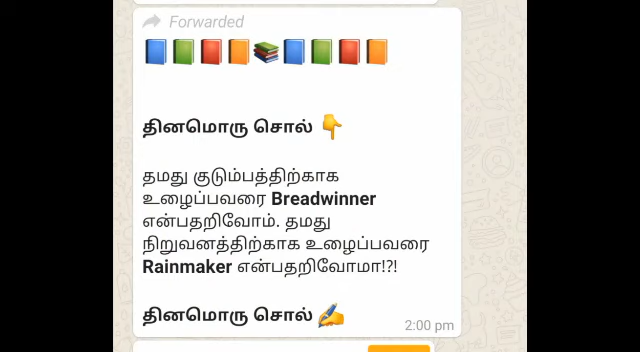 Forwarded
தினமொரு சொல்
தமது குடும்பத்திற்காக
உழைப்பவரை Breadwinner
என்பதறிவோம். தமது
நிறுவனத்திற்காக உழைப்பவரை
Rainmaker என்பதறிவோமா!?!
தினமொரு சொல்
2:00 pm